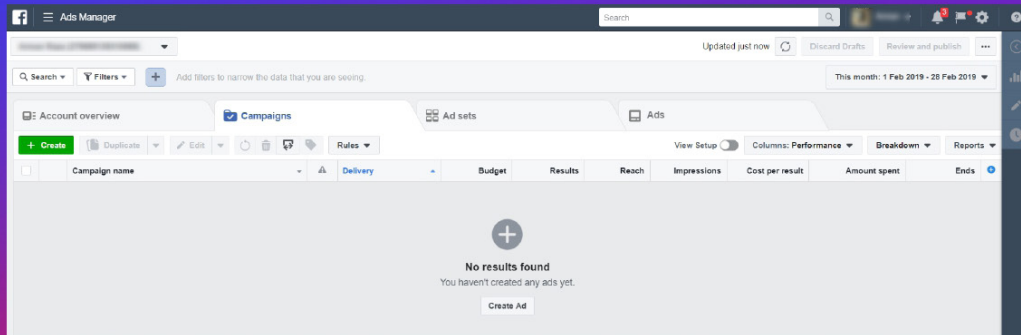 f Ads Manager Search
Updated just now Discard Drafts Review and publish ...
Search Filters + Add filters to narrow the data that you are seeing. This month: 1 Feb 2019 - 28 Feb 2019
Account overview Campaigns Ad sets Ads
+ Create Duplicate Edit Rules View Setup Columns: Performance Breakdown Reports
Campaign name Delivery Budget Results Reach Impressions Cost per result Amount spent Ends
No results found
You haven't created any ads yet.
Create Ad